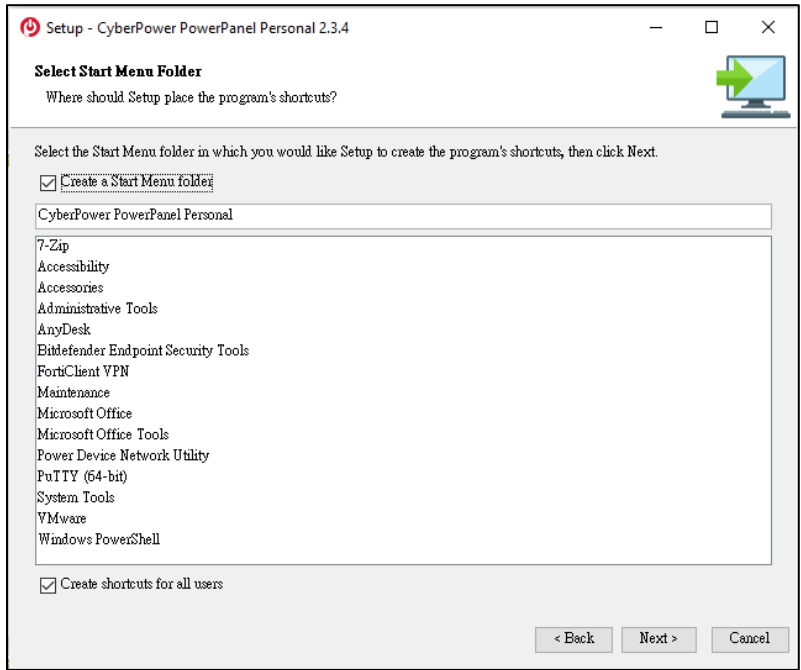 Setup - CyberPower PowerPanel Personal 2.3.4
Select Start Menu Folder
Where should Setup place the program's shortcuts?
Select the Start Menu folder in which you would like Setup to create the program's shortcuts, then click Next.
Create a Start Menu folder
CyberPower PowerPanel Personal
7-Zip
Accessibility
Accessories
Administrative Tools
AnyDesk
Bitdefender Endpoint Security Tools
FortiClient VPN
Maintenance
Microsoft Office
Microsoft Office Tools
Power Device Network Utility
PuTTY (64-bit)
System Tools
VMware
Windows PowerShell
Create shortcuts for all users
< Back Next > Cancel